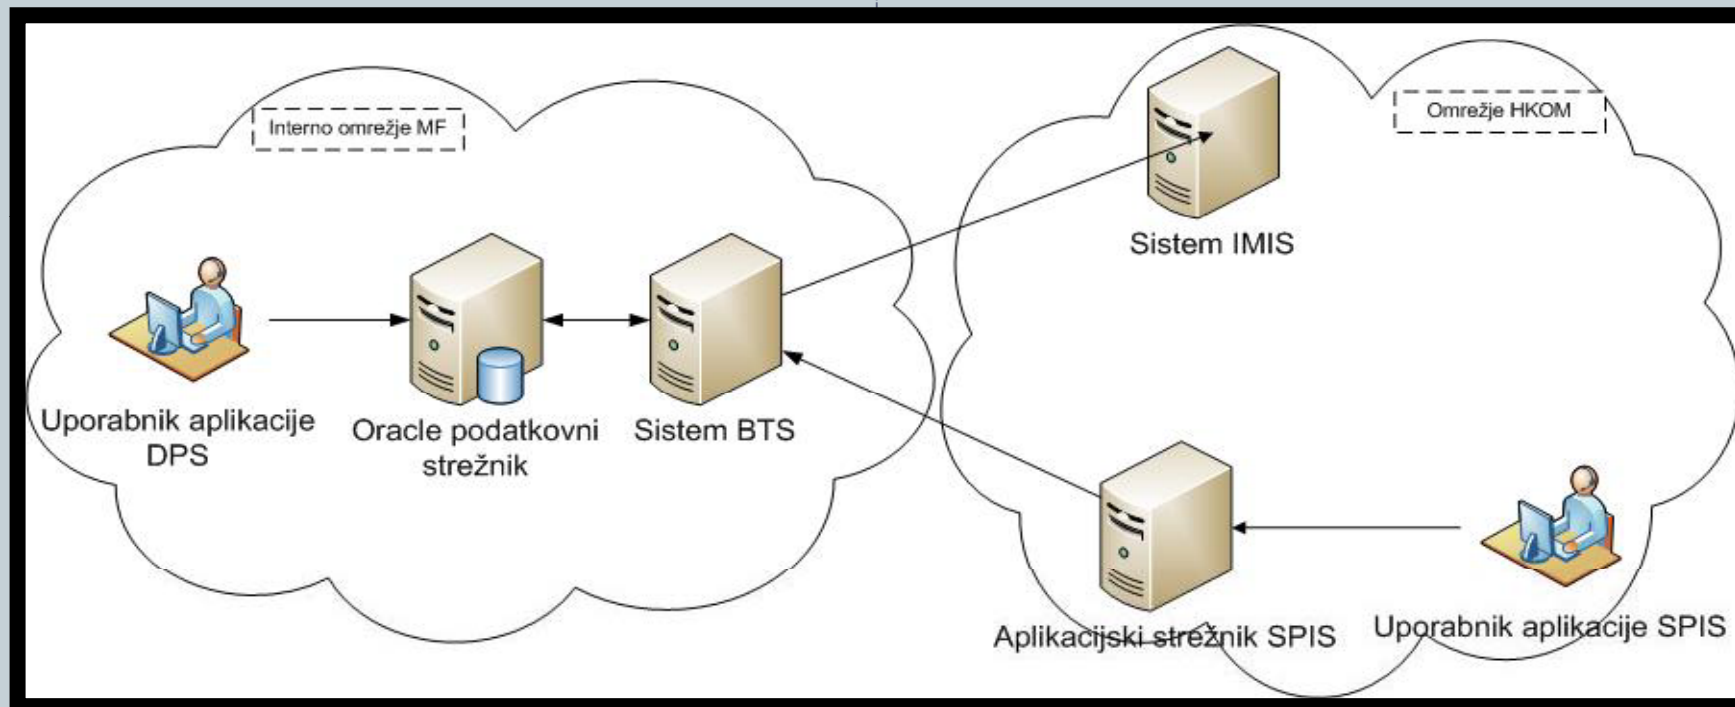 Interno omrežje MF
Omrežje HKOM
Sistem IMIS
Uporabnik aplikacije
DPS
Oracle podatkovni
strežnik
Sistem BTS
Aplikacijski strežnik SPIS
Uporabnik aplikacije SPIS